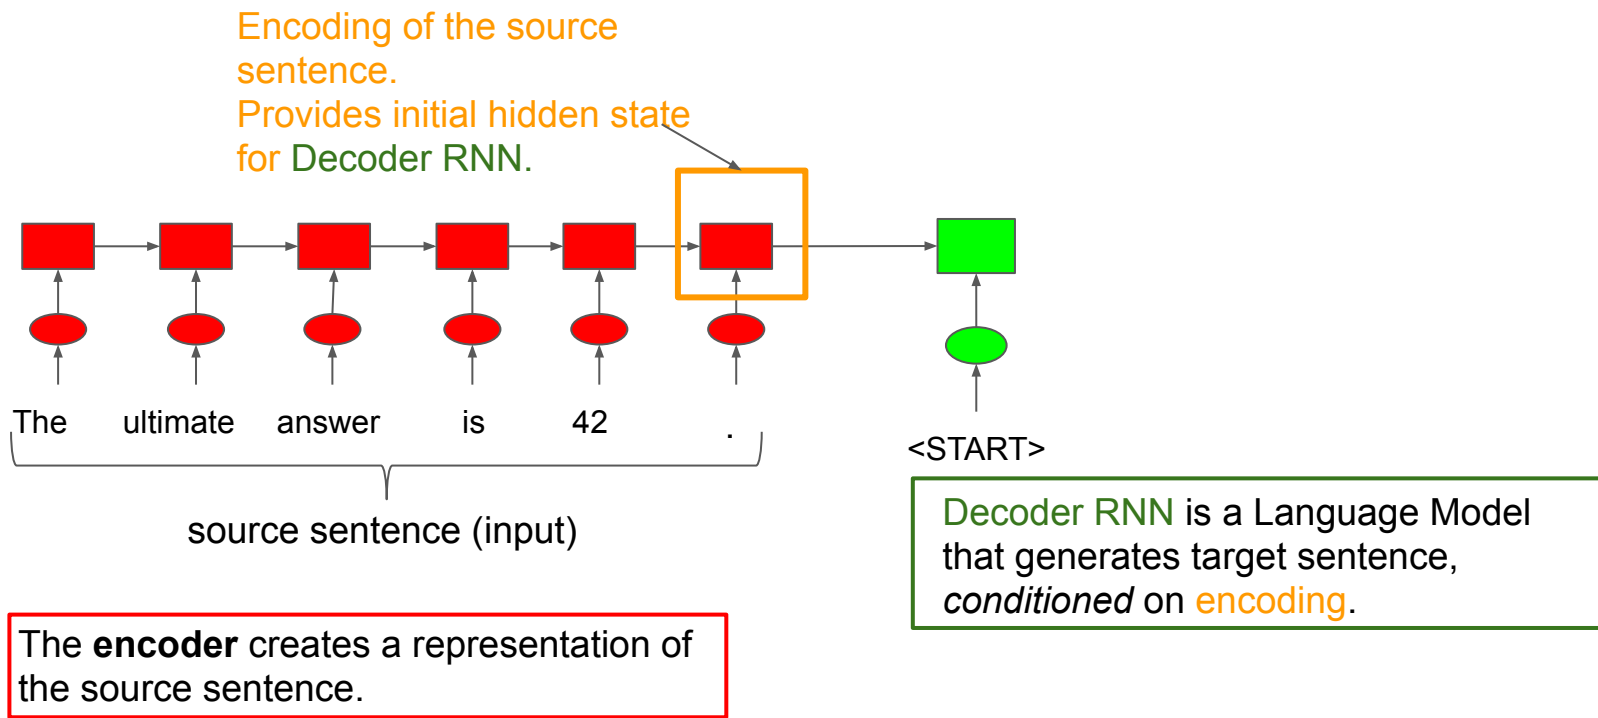 Encoding of the source
sentence.
Provides initial hidden state
for Decoder RNN.
The ultimate answer is 42 .
<START>
source sentence (input)
Decoder RNN is a Language Model
that generates target sentence,
conditioned on encoding.
The encoder creates a representation of
the source sentence.